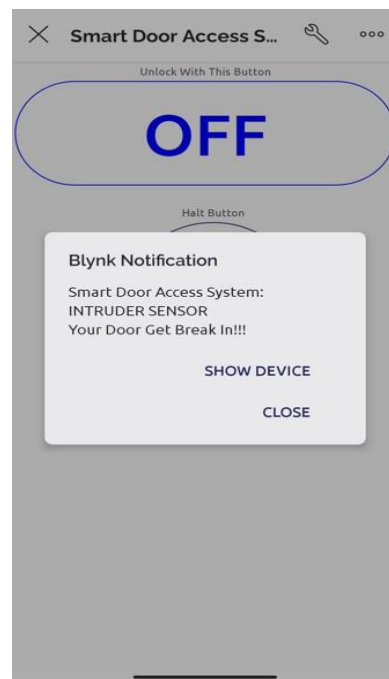 Smart Door Access S...
Unlock With This Button
OFF
Halt Button
Blynk Notification
Smart Door Access System:
INTRUDER SENSOR
Your Door Get Break In!!!
SHOW DEVICE
CLOSE